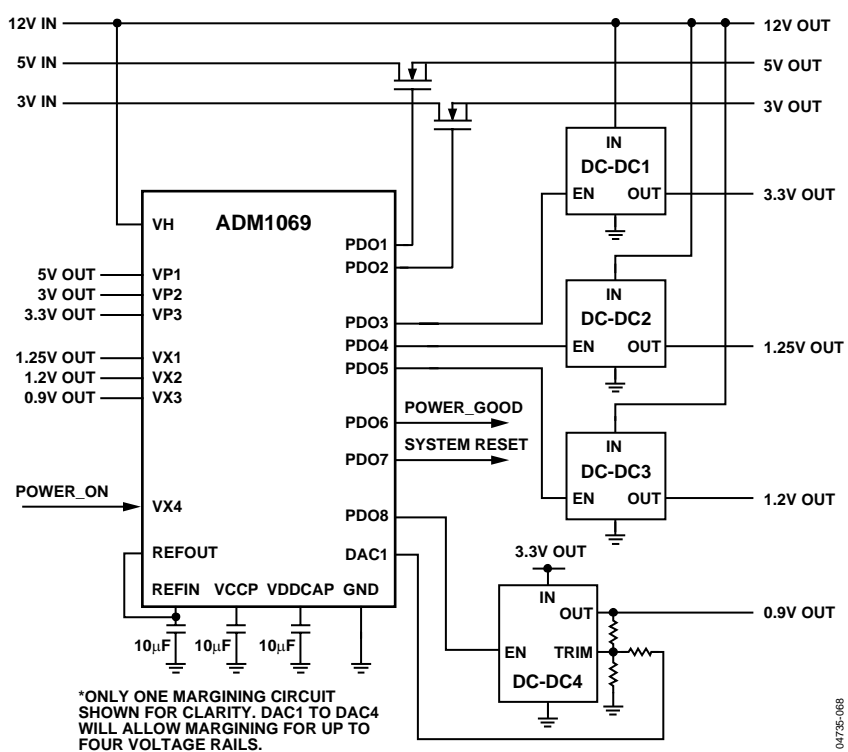 12V IN
12V OUT
5V IN
5V OUT
3V IN
3V OUT
IN
DC-DC1
EN OUT
3.3V OUT
VH
ADM1069
PDO1
PDO2
5V OUT
VP1
3V OUT
VP2
3.3V OUT
VP3
PDO3
IN
DC-DC2
PDO4
EN OUT
1.25V OUT
1.25V OUT
VX1
1.2V OUT
VX2
0.9V OUT
VX3
PDO5
POWER_GOOD
PDO6
SYSTEM RESET
PDO7
IN
DC-DC3
EN OUT
1.2V OUT
POWER_ON
VX4
PDO8
REFOUT
DAC1
3.3V OUT
REFIN VCCP VDDCAP GND
IN
OUT
0.9V OUT
EN TRIM
DC-DC4
10μF 10μF 10μF
*ONLY ONE MARGINING CIRCUIT
SHOWN FOR CLARITY. DAC1 TO DAC4
WILL ALLOW MARGINING FOR UP TO
FOUR VOLTAGE RAILS.
04735-068